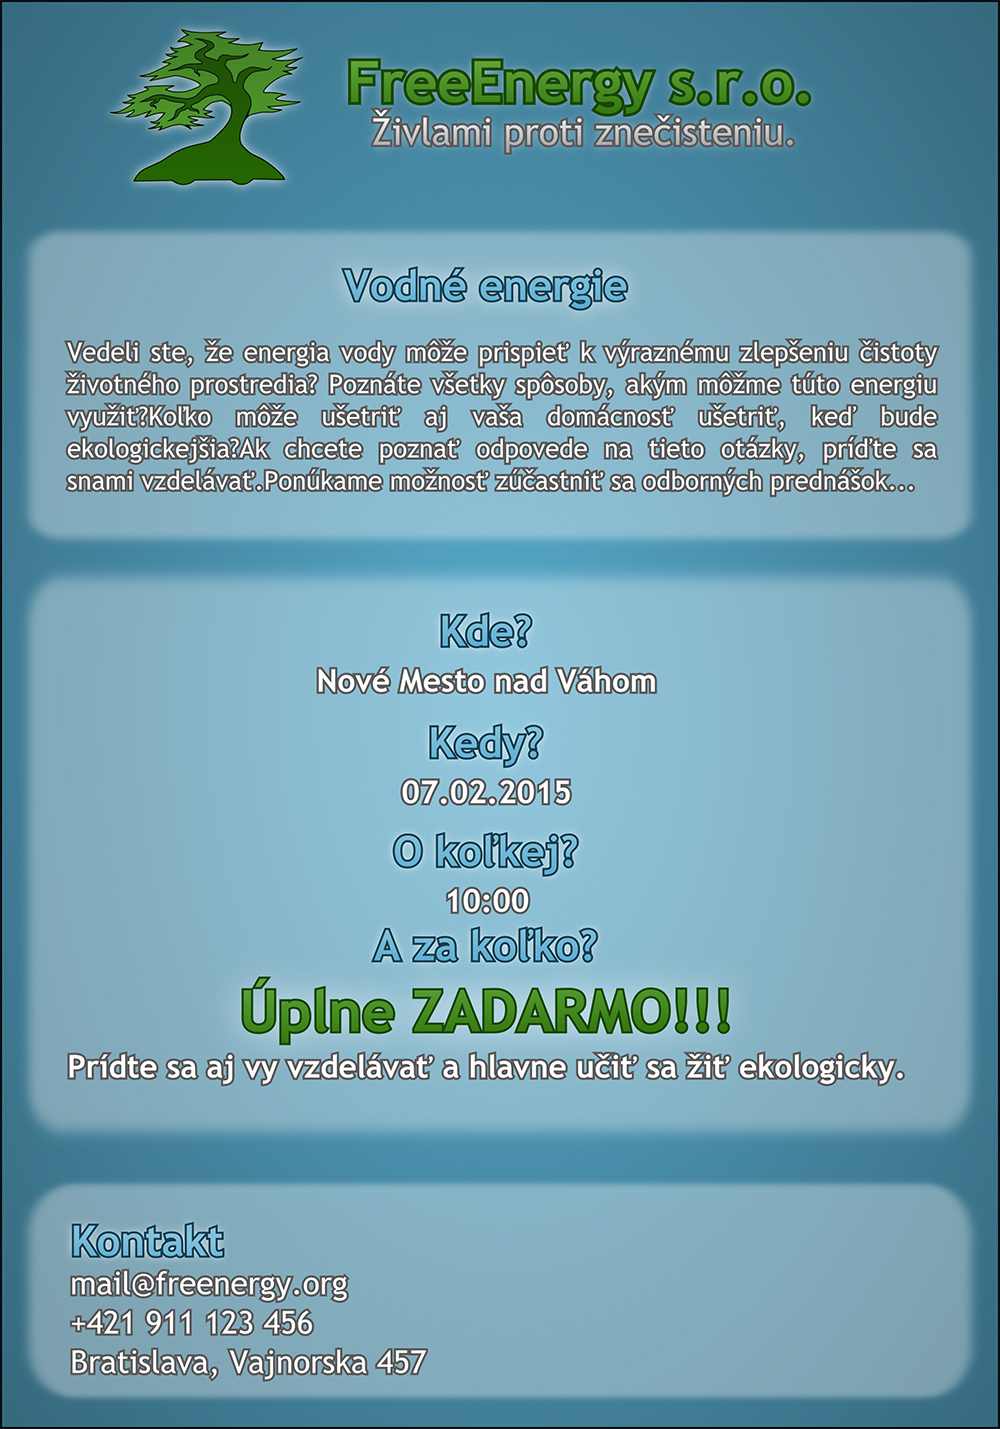 FreeEnergy s.r.o.
Živlami proti znečisteniu.
Vodné energie
Vedeli ste, že energia vody môže prispieť k výraznému zlepšeniu čistoty
životného prostredia? Poznáte všetky spôsoby, akým môžme túto energiu
využiť?Koľko môže ušetriť aj vaša domácnosť ušetriť, keď bude
ekologickejšia?Ak chcete poznať odpovede na tieto otázky, príďte sa
snami vzdelávať.Ponúkame možnosť zúčastniť sa odborných prednášok...
Kde?
Nové Mesto nad Váhom
Kedy?
07.02.2015
O koľkej?
10:00
A za koľko?
Úplne ZADARMO!!!
Prídte sa aj vy vzdelávať a hlavne učiť sa žiť ekologicky.
Kontakt
mail@freenergy.org
+421 911 123 456
Bratislava, Vajnorska 457